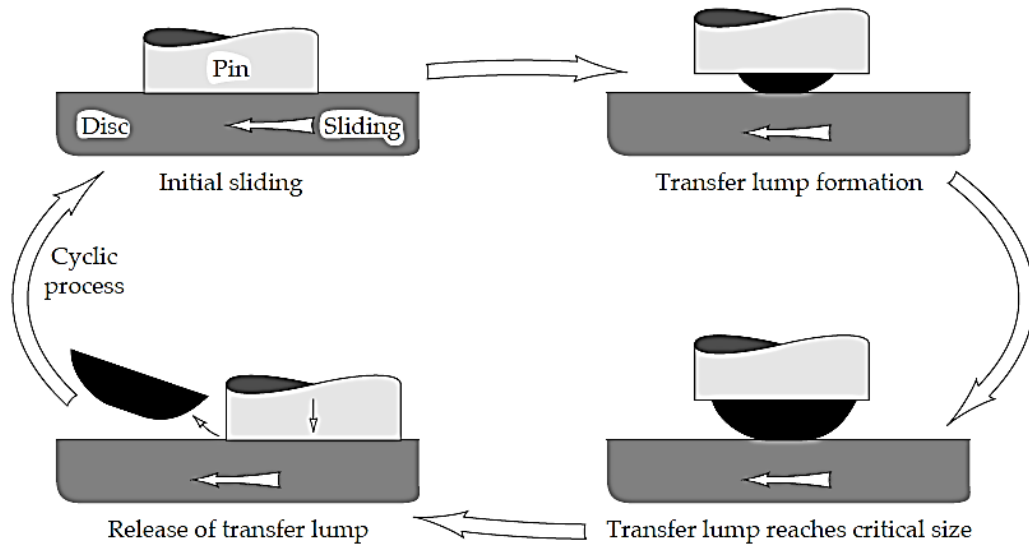 Pin
Disc
Sliding
Initial sliding
Transfer lump formation
Cyclic
process
Release of transfer lump
Transfer lump reaches critical size